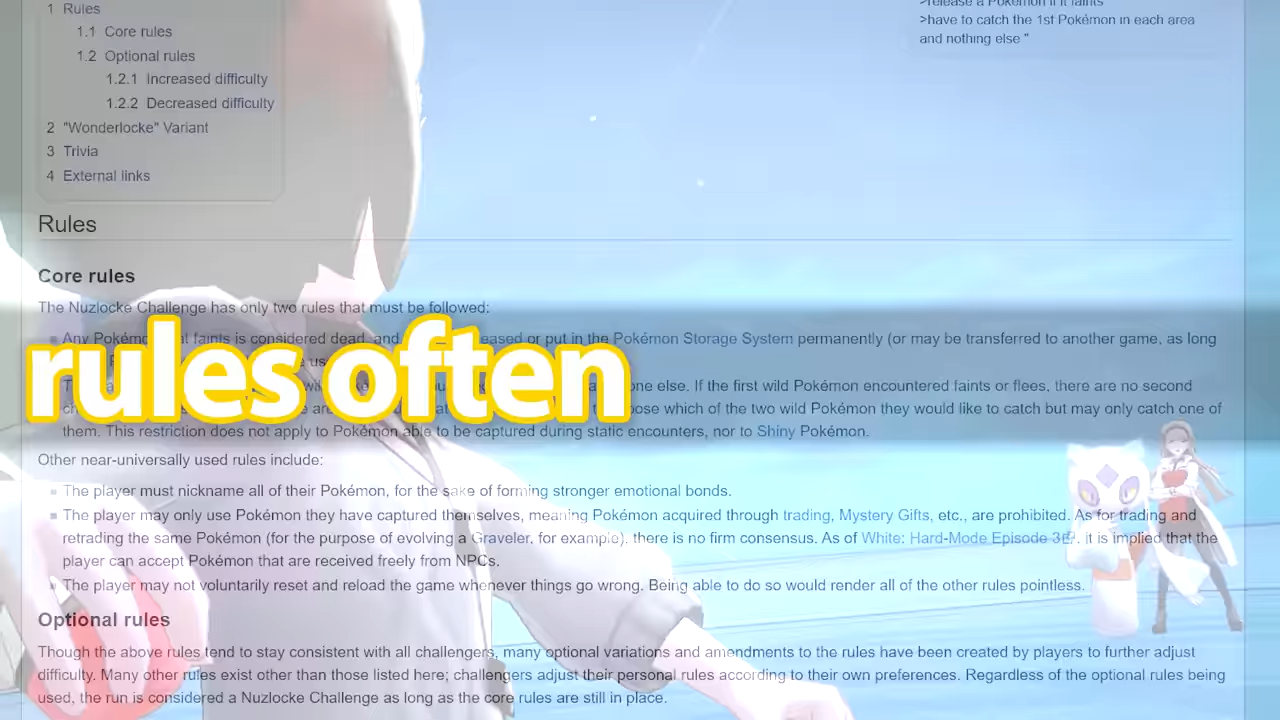 1 Rules
1.1 Core rules
1.2 Optional rules
1.2.1 Increased difficulty
1.2.2 Decreased difficulty
2 "Wonderlocke" Variant
3 Trivia
4 External links
>release a Pokémon if it faints
>have to catch the 1st Pokémon in each area
and nothing else "
Rules
Core rules
The Nuzlocke Challenge has only two rules that must be followed:
Any faints is considered dead, and or put in the Pokémon Storage System permanently (or may be transferred to another game, as long
rules often
one else. If the first wild Pokémon encountered faints or flees, there are no second
which of the two wild Pokémon they would like to catch but may only catch one of
them. This restriction does not apply to Pokémon able to be captured during static encounters, nor to Shiny Pokémon.
Other near-universally used rules include:
The player must nickname all of their Pokémon, for the sake of forming stronger emotional bonds.
The player may only use Pokémon they have captured themselves, meaning Pokémon acquired through trading, Mystery Gifts, etc., are prohibited. As for trading and
retrading the same Pokémon (for the purpose of evolving a Graveler, for example), there is no firm consensus. As of White: Hard-Mode Episode 3, it is implied that the
player can accept Pokémon that are received freely from NPCs.
The player may not voluntarily reset and reload the game whenever things go wrong. Being able to do so would render all of the other rules pointless.
Optional rules
Though the above rules tend to stay consistent with all challengers, many optional variations and amendments to the rules have been created by players to further adjust
difficulty. Many other rules exist other than those listed here; challengers adjust their personal rules according to their own preferences. Regardless of the optional rules being
used, the run is considered a Nuzlocke Challenge as long as the core rules are still in place.